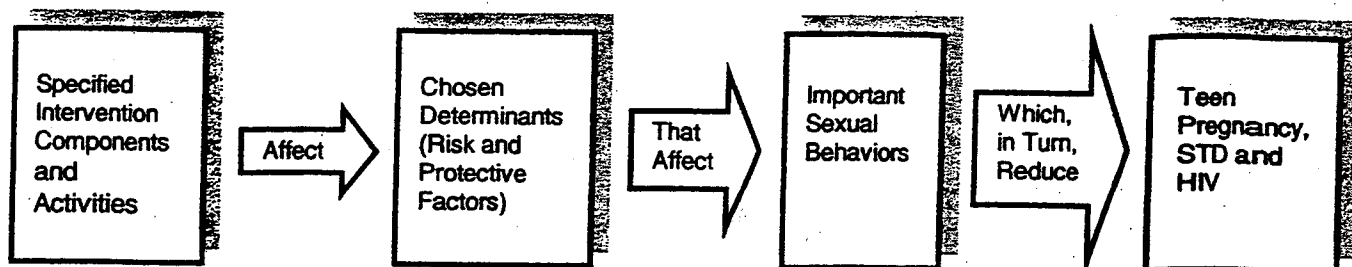 Specified
Intervention
Components
and
Activities
Affect
Chosen
Determinants
(Risk and
Protective
Factors)
That
Affect
Important
Sexual
Behaviors
Which,
in Turn,
Reduce
Teen
Pregnancy,
STD and
HIV